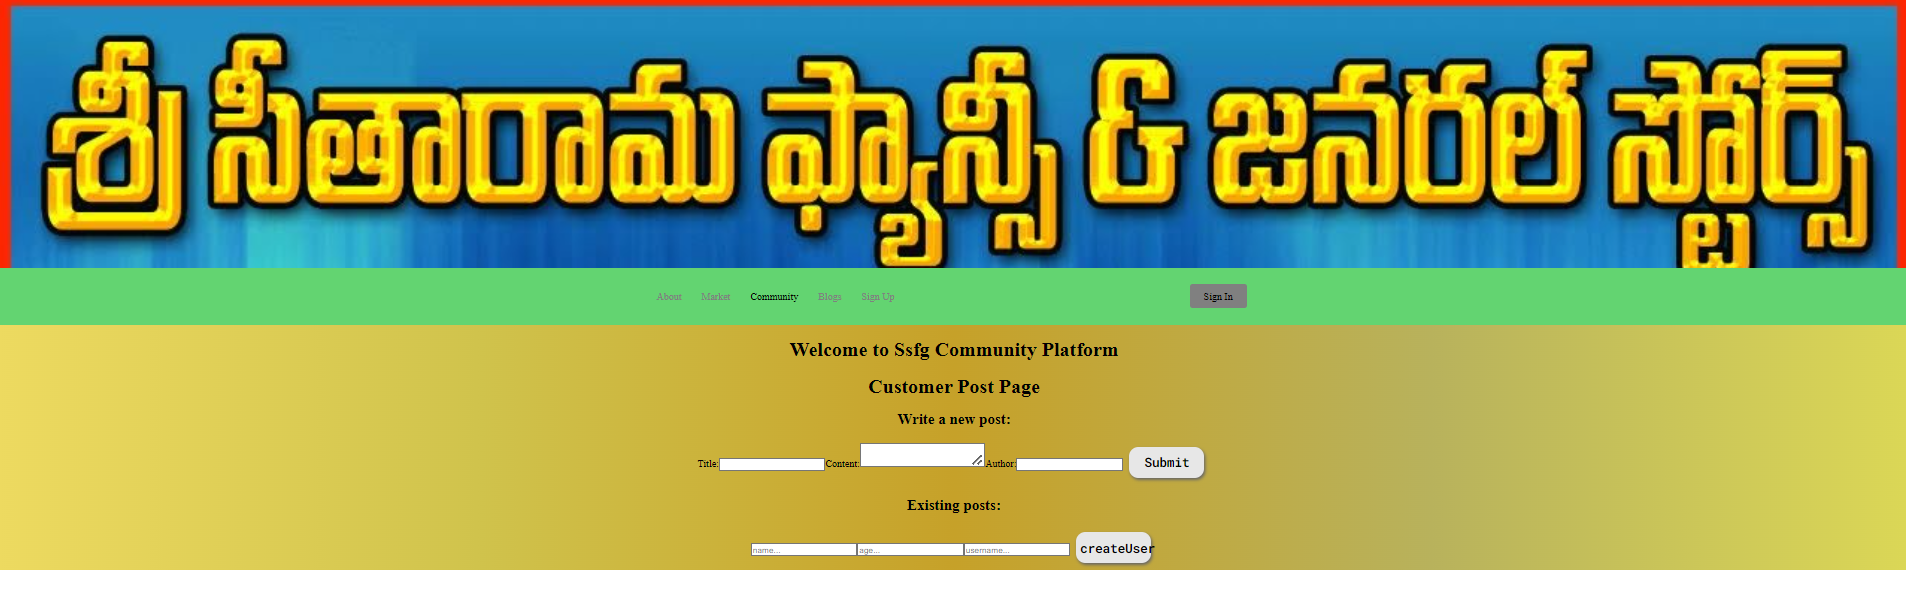 శ్రీ సీతారామ ఫ్యాన్సీ & జనరల్ స్టోర్స్
About Market Community Blogs Sign Up Sign In
Welcome to Ssfg Community Platform
Customer Post Page
Write a new post:
Title: Content: Author: Submit
Existing posts:
name... age... username... createUser